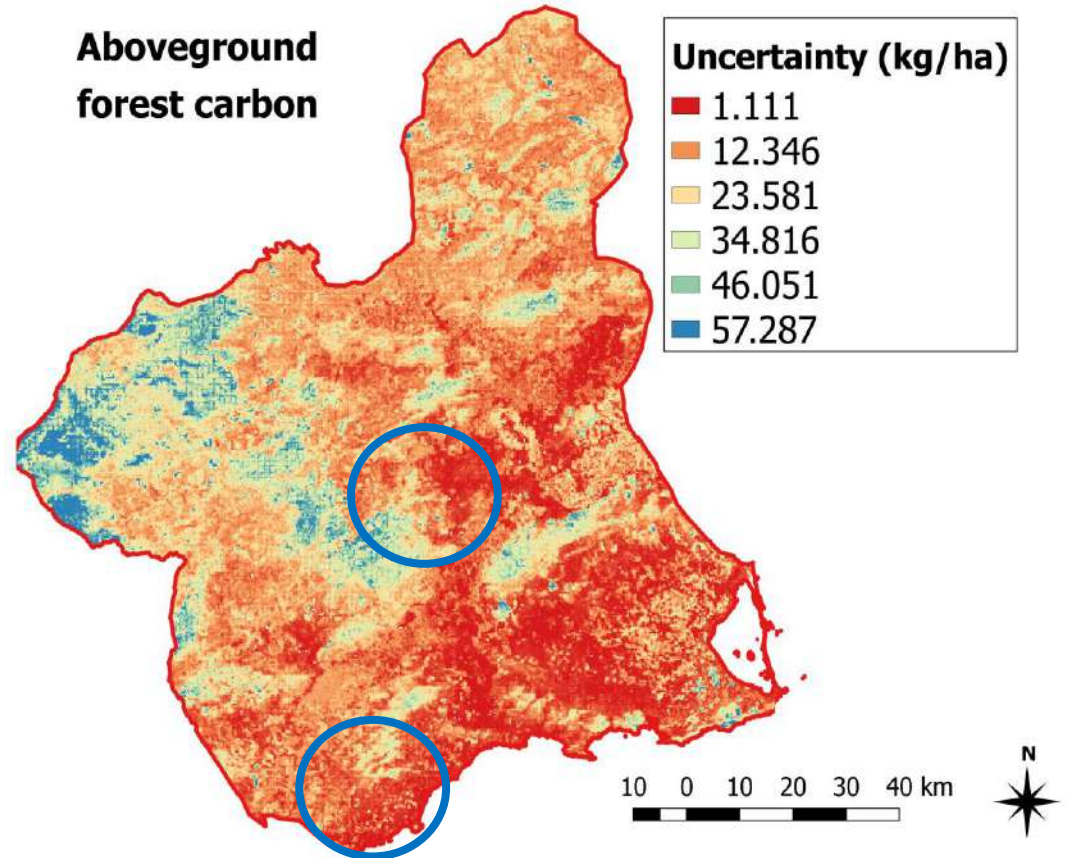 Aboveground
forest carbon
Uncertainty (kg/ha)
1.111
12.346
23.581
34.816
46.051
57.287
N
10 0 10 20 30 40 km